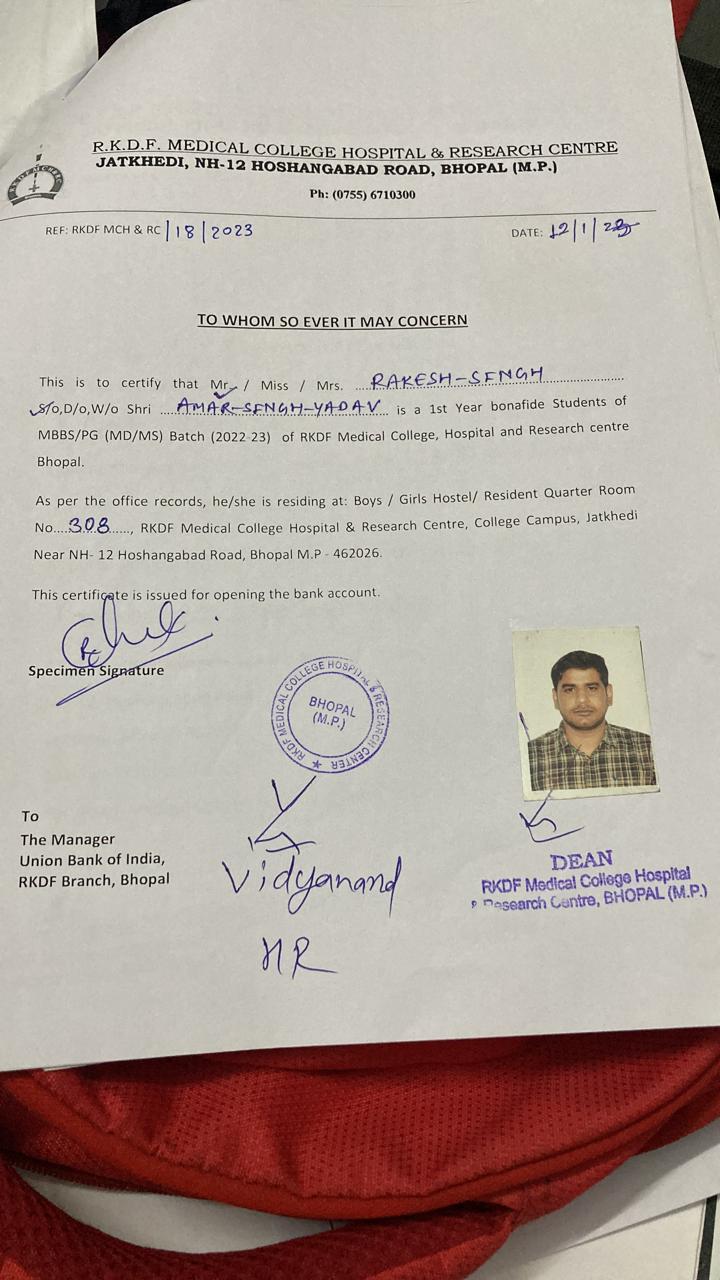 R.K.D.F. MEDICAL COLLEGE HOSPITAL & RESEARCH CENTRE
JATKHEDI, NH-12 HOSHANGABAD ROAD, BHOPAL (M.P.)
Ph: (0755) 6710300
REF: RKDF MCH & RC |18|2023
DATE: 12/1/23
TO WHOM SO EVER IT MAY CONCERN
This is to certify that Mr / Miss / Mrs. ....RAKESH-SINGH....
S/o,D/o,W/o Shri ....AMAR-SINGH-YADAV... is a 1st Year bonafide Students of
MBBS/PG (MD/MS) Batch (2022-23) of RKDF Medical College, Hospital and Research centre
Bhopal.
As per the office records, he/she is residing at: Boys / Girls Hostel/ Resident Quarter Room
No....308....., RKDF Medical College Hospital & Research Centre, College Campus, Jatkhedi
Near NH- 12 Hoshangabad Road, Bhopal M.P - 462026.
This certificate is issued for opening the bank account.
Specimen Signature
RKDF MEDICAL COLLEGE HOSPITAL & RESEARCH CENTER
BHOPAL
(M.P.)
To
The Manager
Union Bank of India,
RKDF Branch, Bhopal
Vidyanand
HR
DEAN
RKDF Medical College Hospital
& Research Centre, BHOPAL (M.P.)